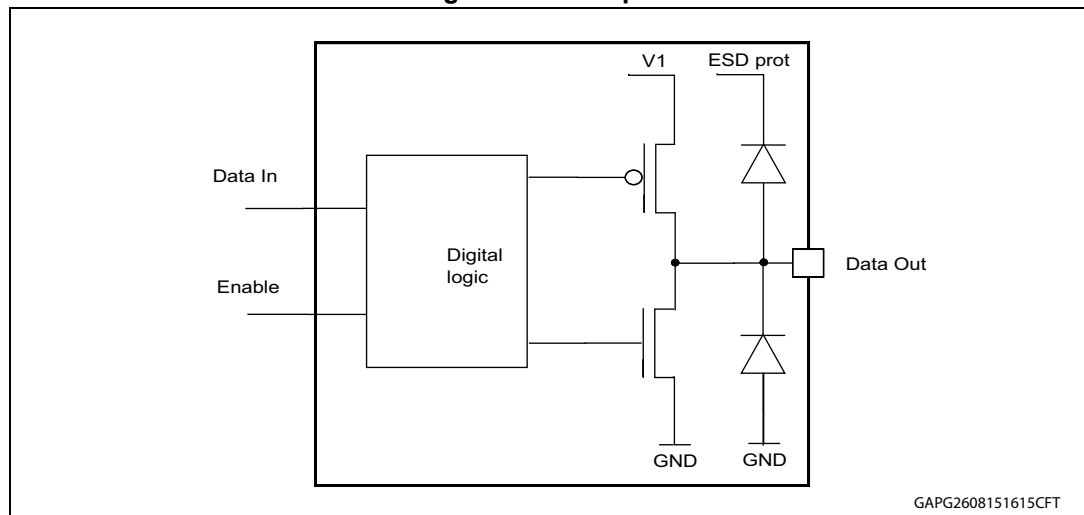 V1
ESD prot
Data In
Digital
logic
Data Out
Enable
GND
GND
GAPG2608151615CFT